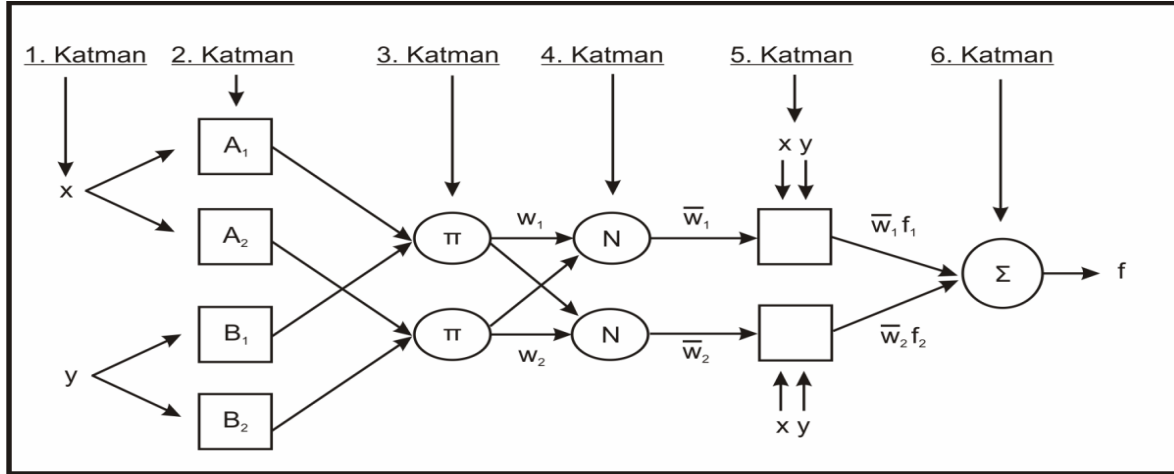 1. Katman 2. Katman 3. Katman 4. Katman 5. Katman 6. Katman
x y
A₁
x
A₂
π w₁ N w̅₁ w̅₁ f₁
Σ f
B₁
π w₂ N w̅₂ w̅₂ f₂
y
B₂
x y